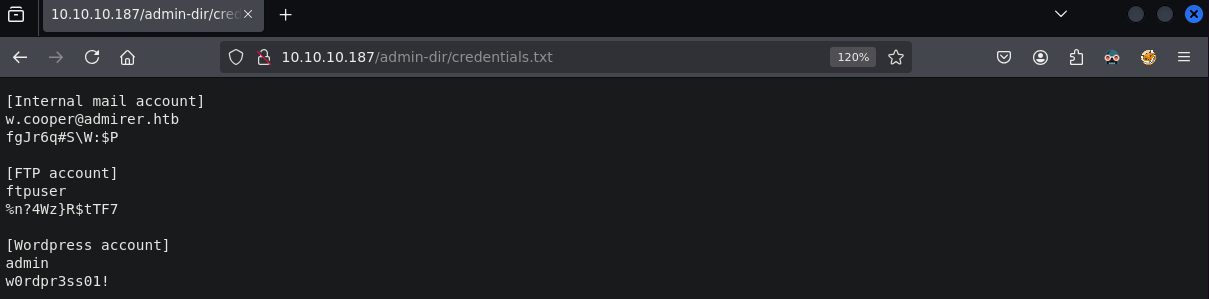 10.10.10.187/admin-dir/cred
10.10.10.187/admin-dir/credentials.txt
120%
[Internal mail account]
w.cooper@admirer.htb
fgJr6q#S\W:$P
[FTP account]
ftpuser
%n?4Wz}R$tTF7
[Wordpress account]
admin
w0rdpr3ss01!